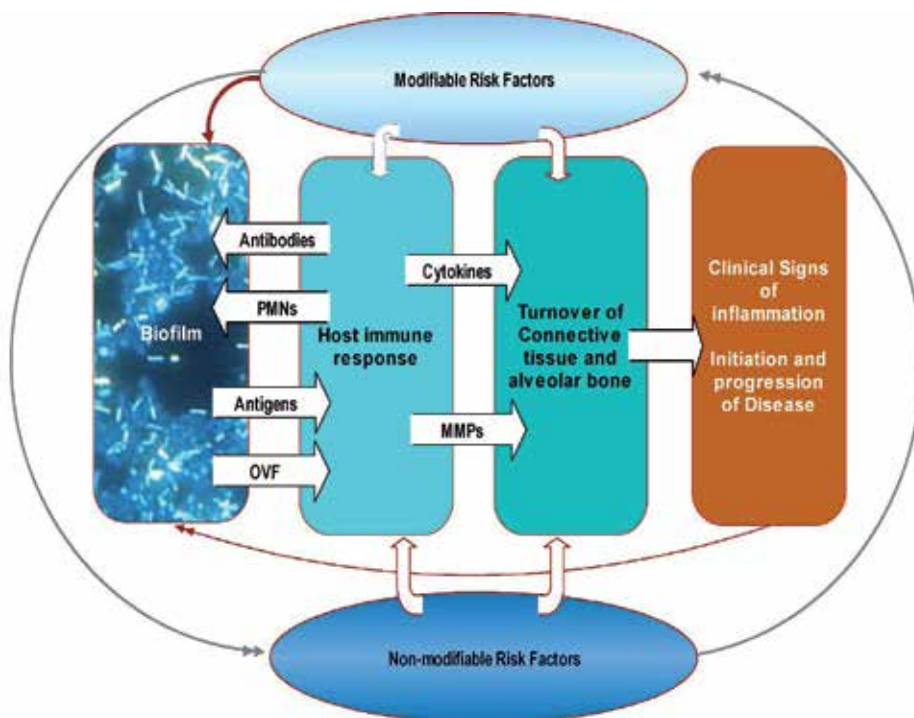 Modifiable Risk Factors
Biofilm
Antibodies
PMNs
Antigens
OVF
Host immune
response
Cytokines
MMPs
Turnover of
Connective
tissue and
alveolar bone
Clinical Signs
of
inflammation
Initiation and
progression
of Disease
Non-modifiable Risk Factors